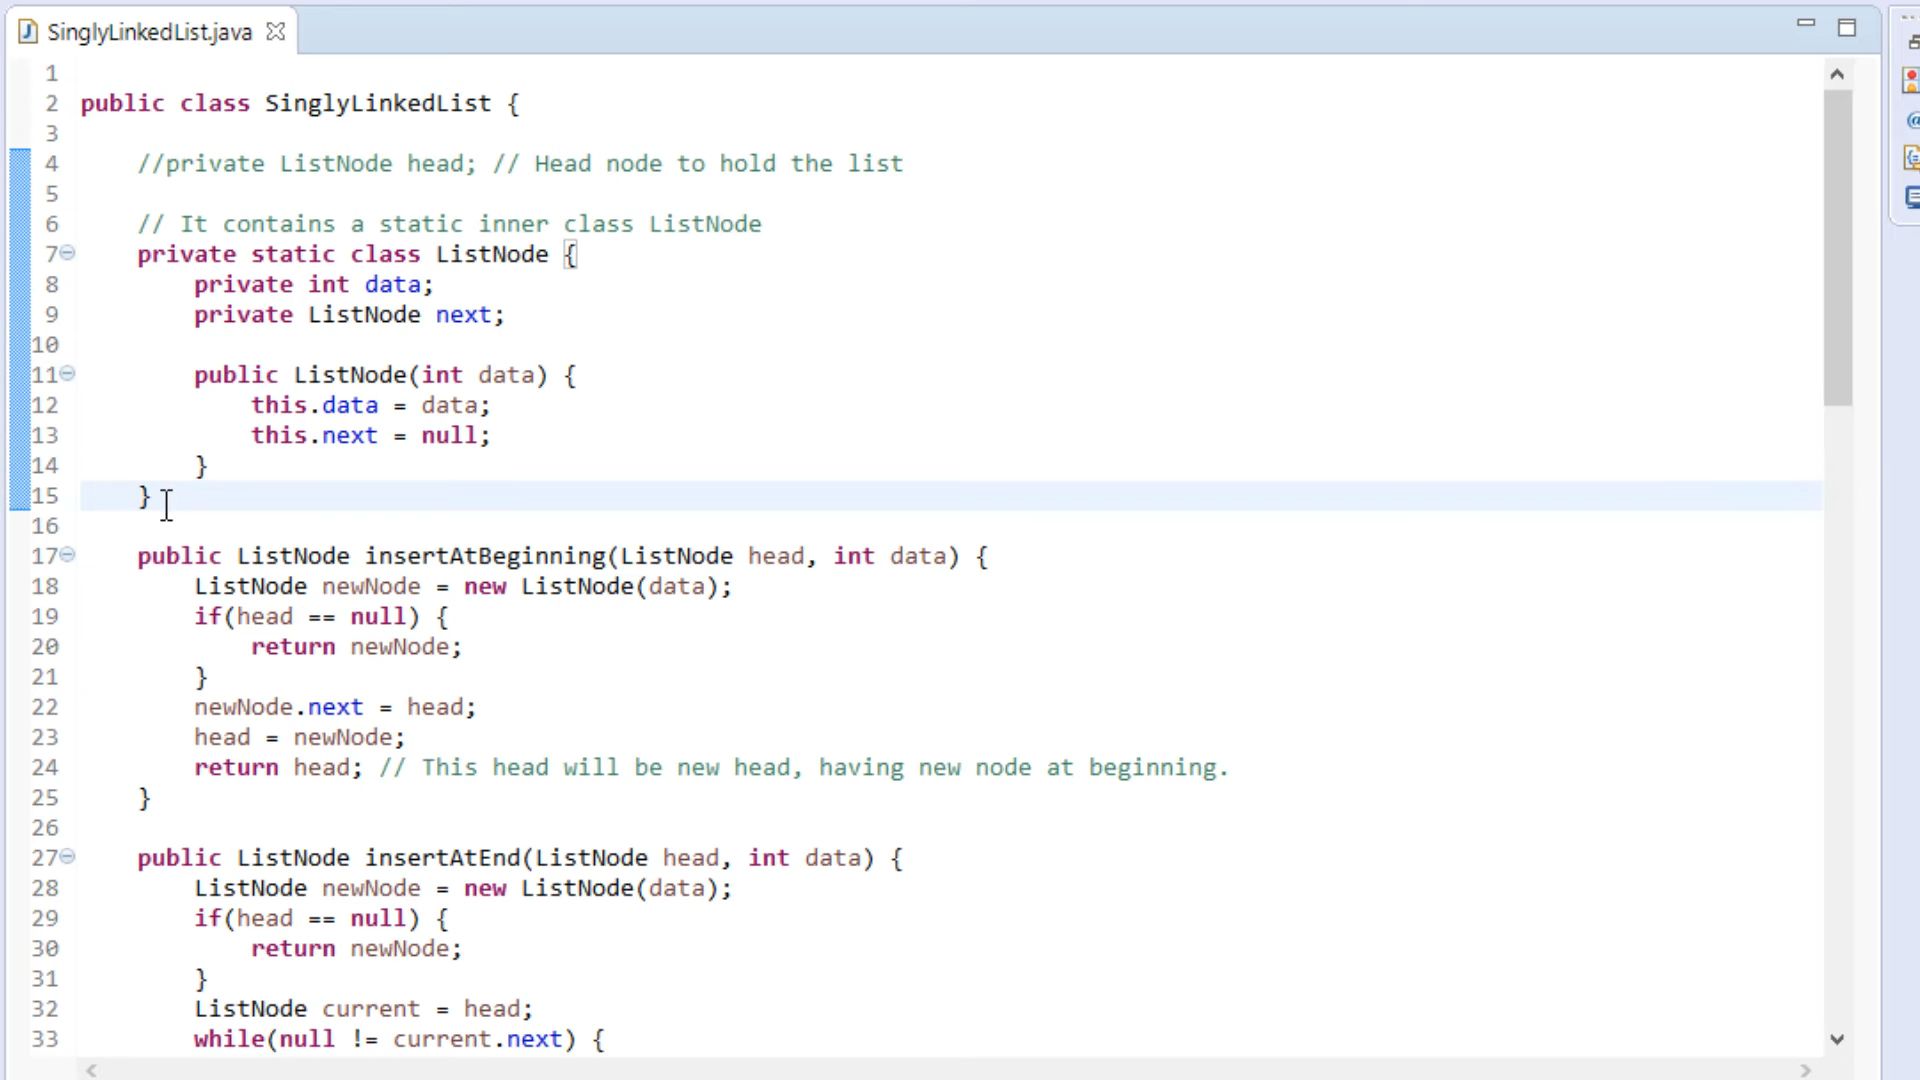 SinglyLinkedList.java
1
2 public class SinglyLinkedList {
3
4 //private ListNode head; // Head node to hold the list
5
6 // It contains a static inner class ListNode
7 private static class ListNode {
8 private int data;
9 private ListNode next;
10
11 public ListNode(int data) {
12 this.data = data;
13 this.next = null;
14 }
15 }
16
17 public ListNode insertAtBeginning(ListNode head, int data) {
18 ListNode newNode = new ListNode(data);
19 if(head == null) {
20 return newNode;
21 }
22 newNode.next = head;
23 head = newNode;
24 return head; // This head will be new head, having new node at beginning.
25 }
26
27 public ListNode insertAtEnd(ListNode head, int data) {
28 ListNode newNode = new ListNode(data);
29 if(head == null) {
30 return newNode;
31 }
32 ListNode current = head;
33 while(null != current.next) {